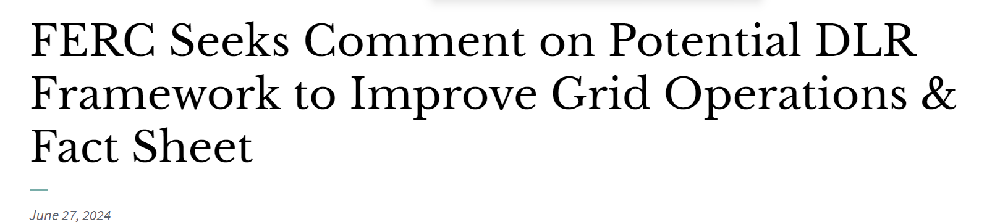 FERC Seeks Comment on Potential DLR
Framework to Improve Grid Operations &
Fact Sheet
June 27, 2024